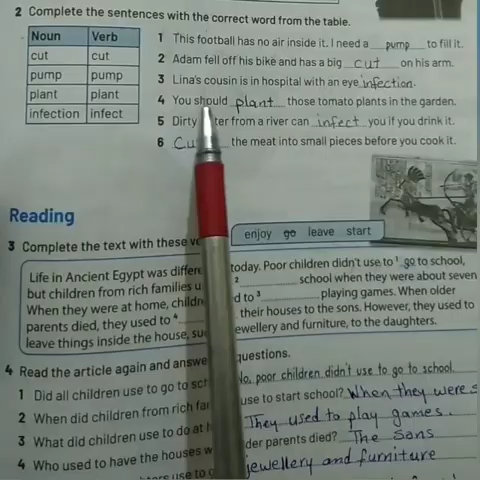 2 Complete the sentences with the correct word from the table.
Noun Verb
cut cut
pump pump
plant plant
infection infect
1 This football has no air inside it. I need a pump to fill it.
2 Adam fell off his bike and has a big cut on his arm.
3 Lina's cousin is in hospital with an eye infection.
4 You should plant those tomato plants in the garden.
5 Dirty ter from a river can infect you if you drink it.
6 Cu the meat into small pieces before you cook it.
Reading
3 Complete the text with these
enjoy go leave start
Life in Ancient Egypt was differe today. Poor children didn't use to ¹ go to school,
but children from rich families u ² school when they were about seven
When they were at home, childre d to ³ playing games. When older
parents died, they used to ⁴ their houses to the sons. However, they used to
leave things inside the house, su ewellery and furniture, to the daughters.
4 Read the article again and answe questions.
1 Did all children use to go to sch No, poor children didn't use to go to school.
2 When did children from rich fa use to start school? When they were s
3 What did children use to do at h They used to play games.
4 Who used to have the houses w der parents died? The sons
use to jewellery and furniture